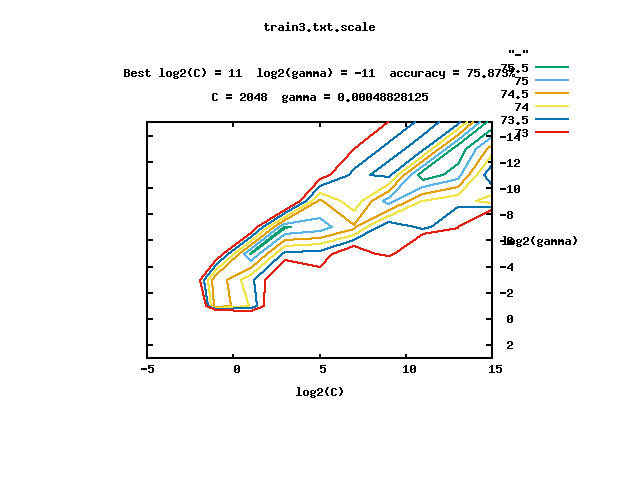 train3.txt.scale
"-"
Best log2(C) = 11  log2(gamma) = -11  accuracy = 75.875%
75.5
75
C = 2048  gamma = 0.00048828125
74.5
74
73.5
73
-14
-12
-10
-8
-6
log2(gamma)
-4
-2
0
2
-5 0 5 10 15
log2(C)